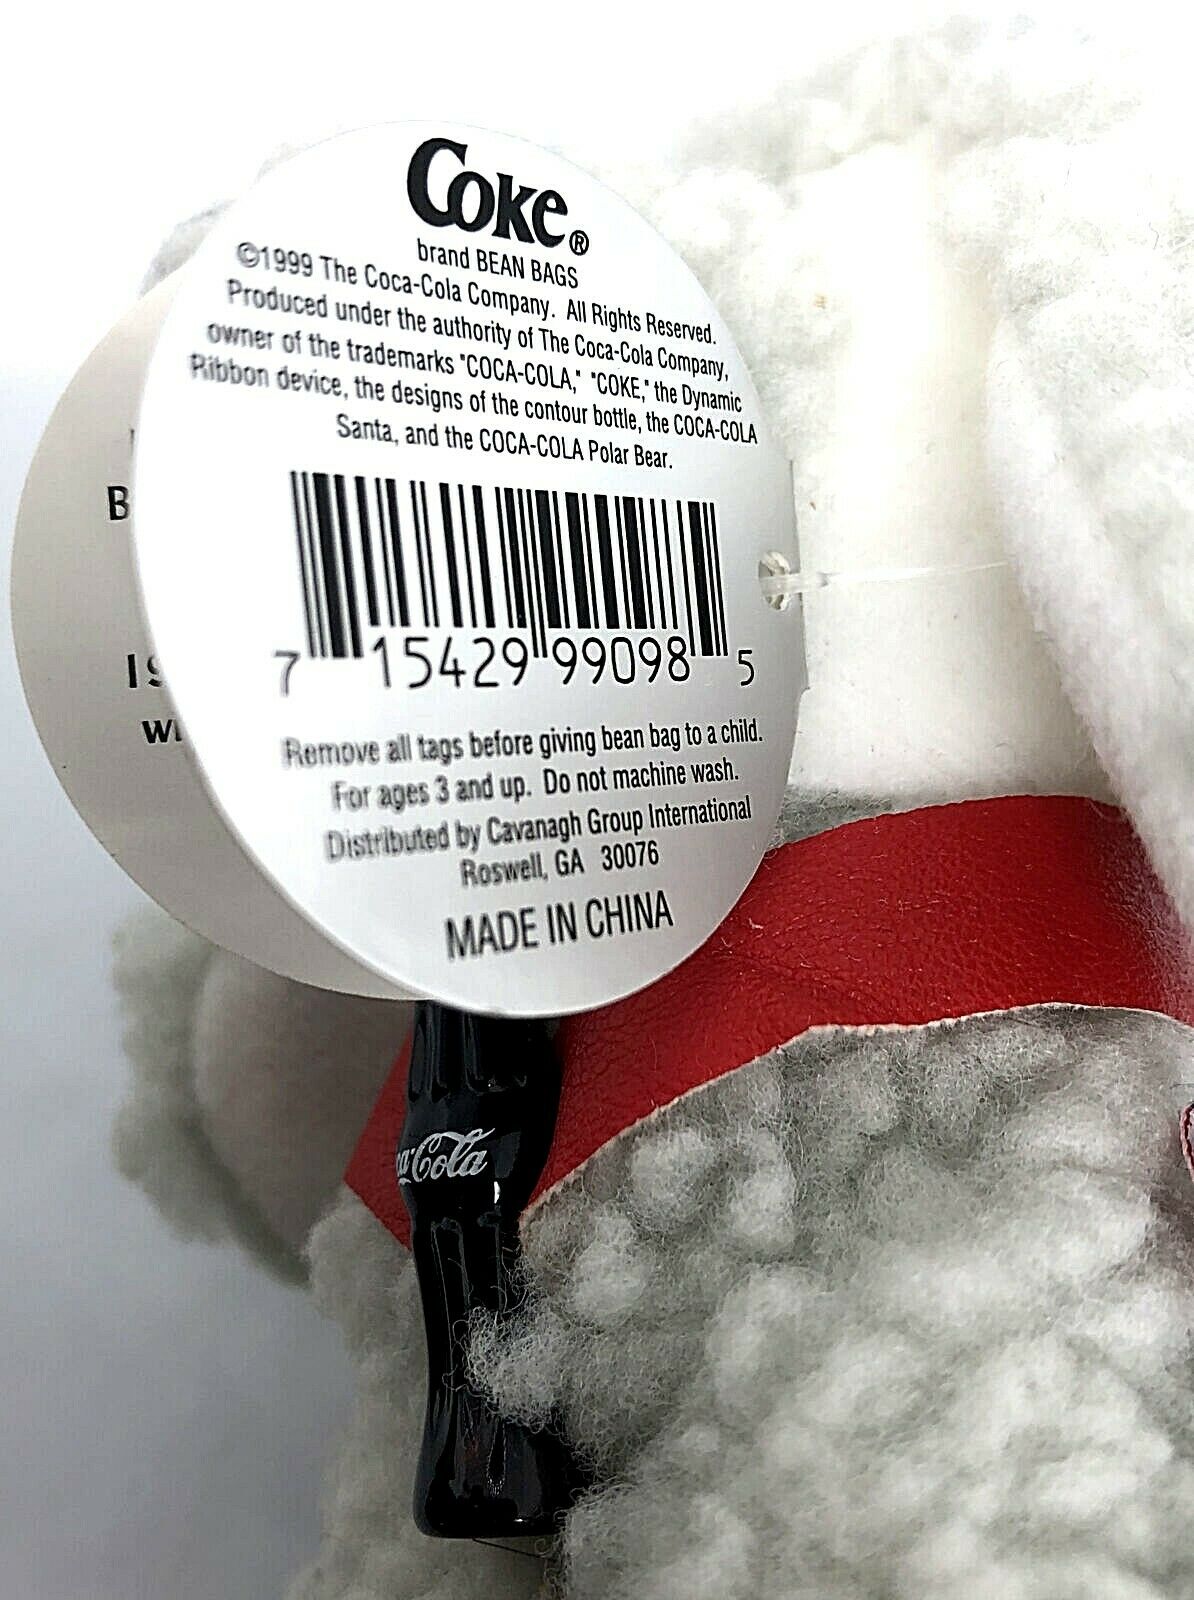 Coke®
brand BEAN BAGS
©1999 The Coca-Cola Company. All Rights Reserved.
Produced under the authority of The Coca-Cola Company,
owner of the trademarks "COCA-COLA," "COKE," the Dynamic
Ribbon device, the designs of the contour bottle, the COCA-COLA
Santa, and the COCA-COLA Polar Bear.
7 15429 99098 5
Remove all tags before giving bean bag to a child.
For ages 3 and up. Do not machine wash.
Distributed by Cavanagh Group International
Roswell, GA 30076
MADE IN CHINA
Cola